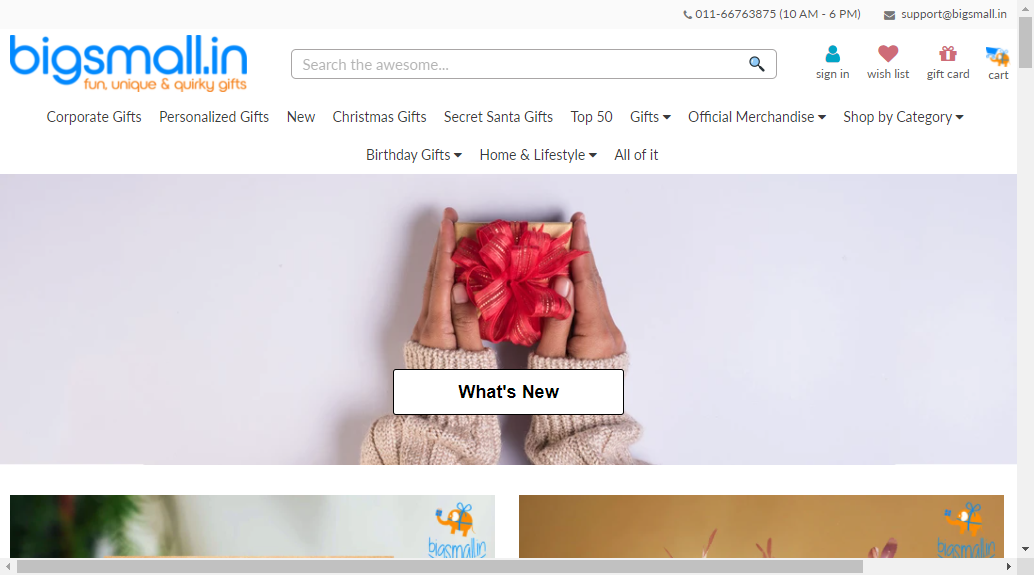 011-66763875 (10 AM - 6 PM) support@bigsmall.in
bigsmall.in
fun, unique & quirky gifts
Search the awesome...
sign in wish list gift card cart
Corporate Gifts Personalized Gifts New Christmas Gifts Secret Santa Gifts Top 50 Gifts Official Merchandise Shop by Category
Birthday Gifts Home & Lifestyle All of it
What's New
bigsmall.in bigsmall.in